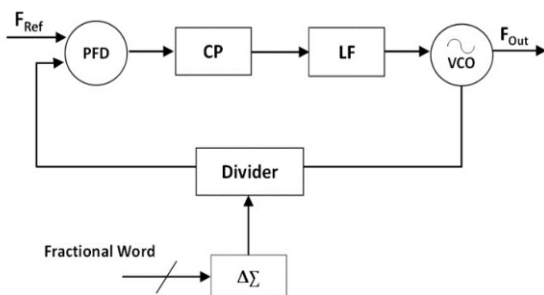 F_Ref
PFD
CP
LF
VCO
F_Out
Divider
Fractional Word
ΔΣ